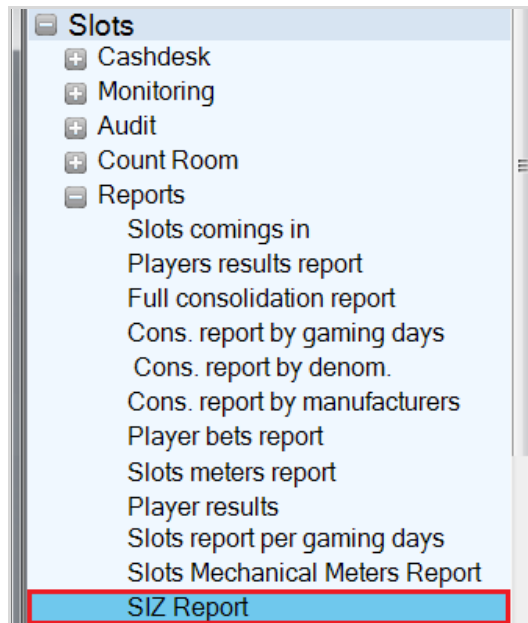 Slots
Cashdesk
Monitoring
Audit
Count Room
Reports
Slots comings in
Players results report
Full consolidation report
Cons. report by gaming days
Cons. report by denom.
Cons. report by manufacturers
Player bets report
Slots meters report
Player results
Slots report per gaming days
Slots Mechanical Meters Report
SIZ Report